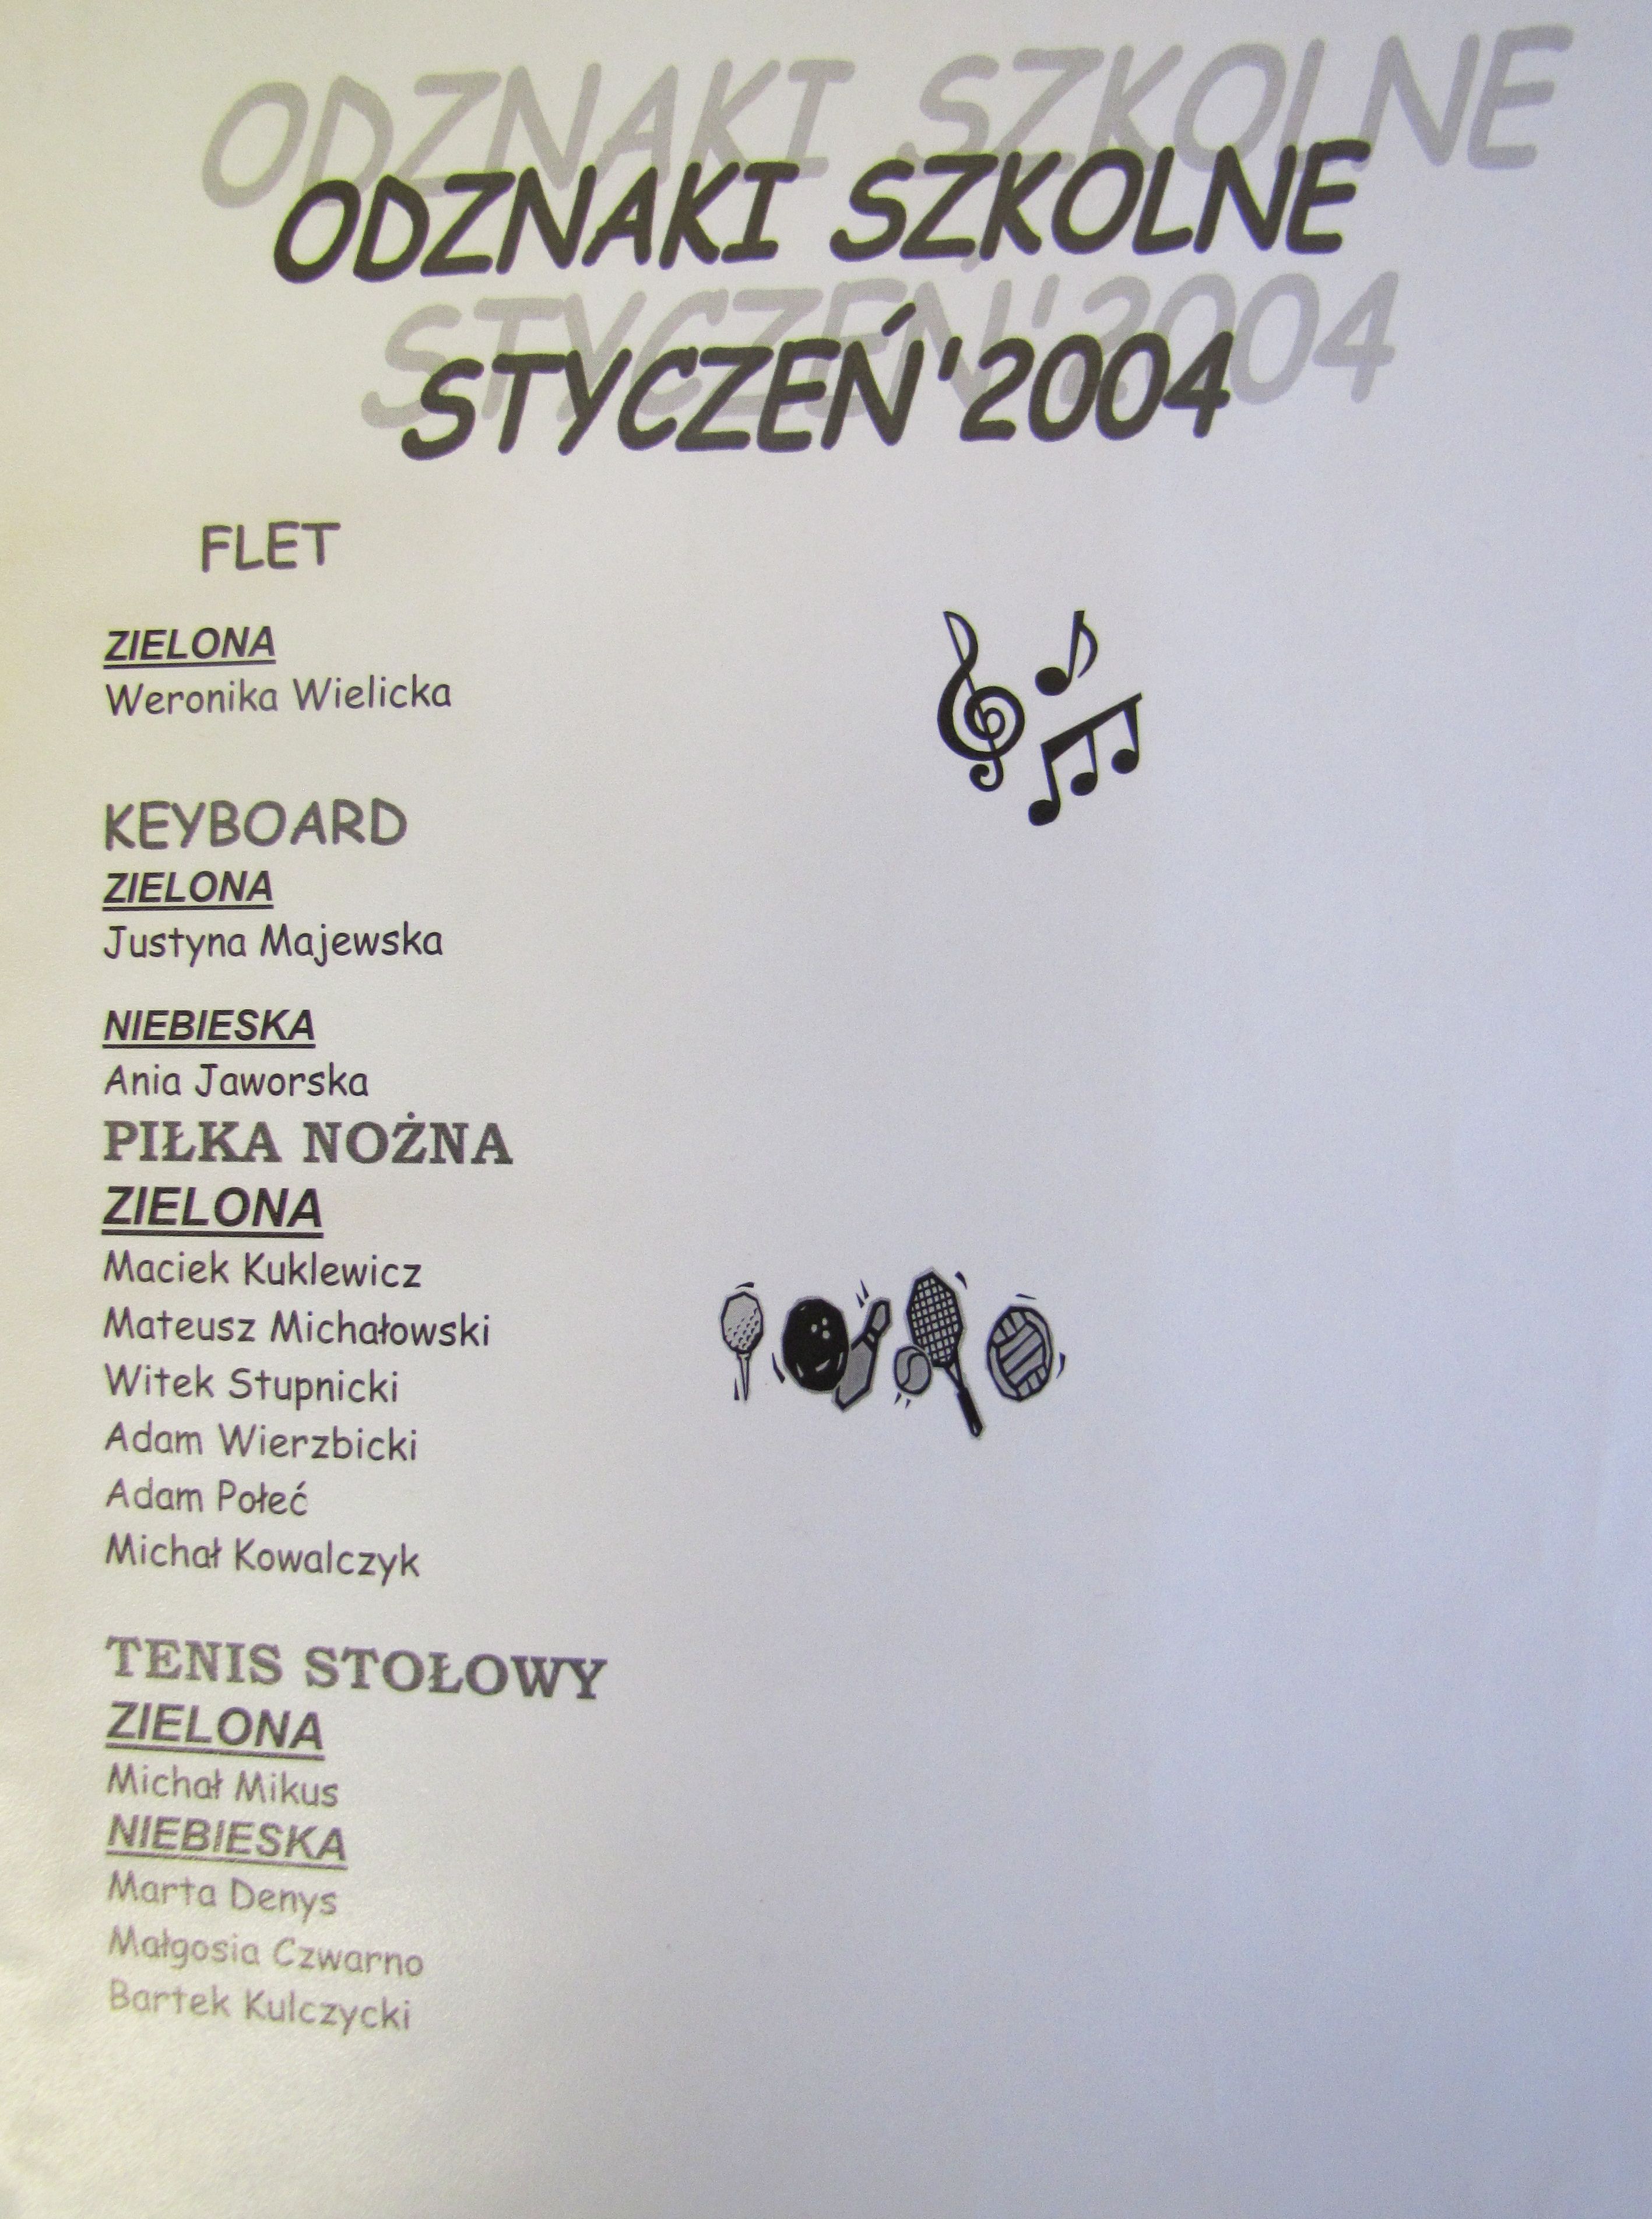 ODZNAKI SZKOLNE
STYCZEŃ'2004
FLET
ZIELONA
Weronika Wielicka
KEYBOARD
ZIELONA
Justyna Majewska
NIEBIESKA
Ania Jaworska
PIŁKA NOŻNA
ZIELONA
Maciek Kuklewicz
Mateusz Michałowski
Witek Stupnicki
Adam Wierzbicki
Adam Połeć
Michał Kowalczyk
TENIS STOŁOWY
ZIELONA
Michał Mikus
NIEBIESKA
Marta Denys
Małgosia Czwarno
Bartek Kulczycki